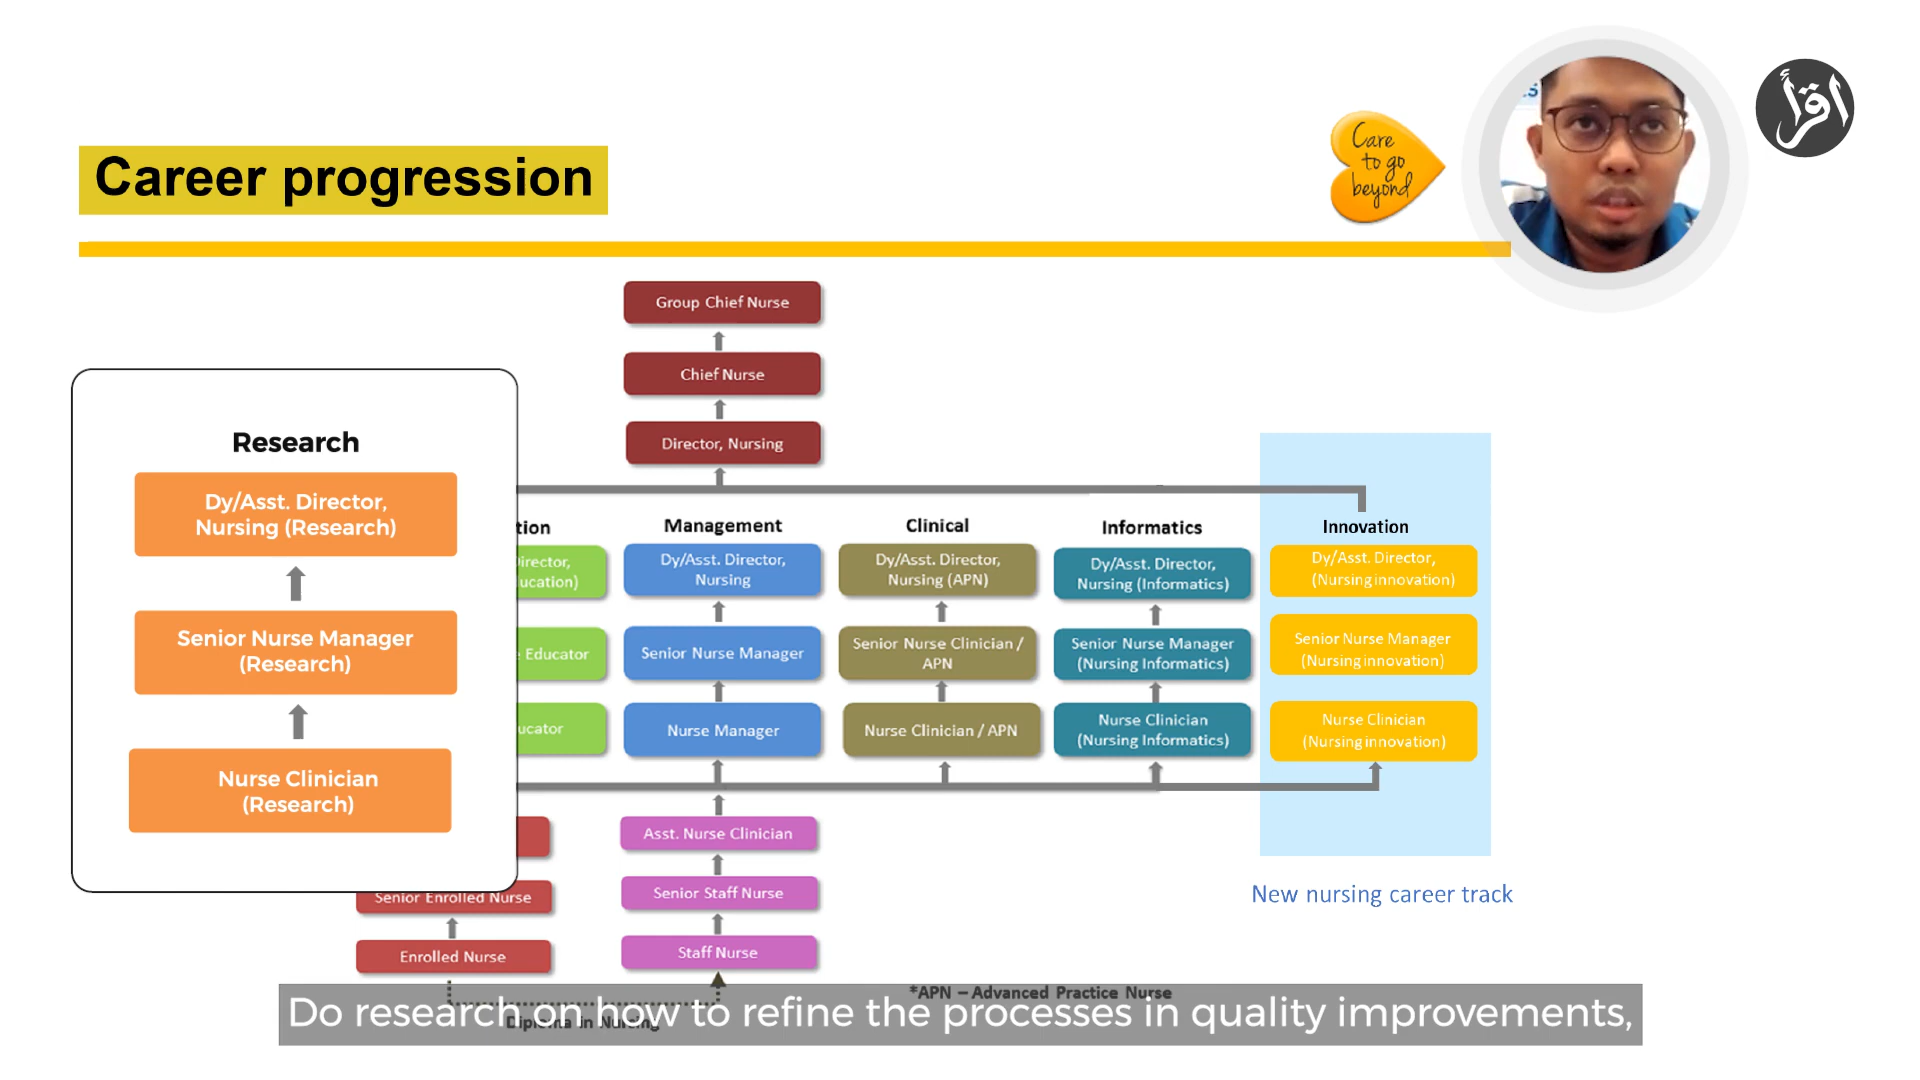 Career progression
Care
to go
beyond
اقرأ
Group Chief Nurse
Chief Nurse
Director, Nursing
Research
Dy/Asst. Director,
Nursing (Research)
Senior Nurse Manager
(Research)
Nurse Clinician
(Research)
tion
irector,
ucation)
Educator
ucator
Management
Dy/Asst. Director,
Nursing
Senior Nurse Manager
Nurse Manager
Clinical
Dy/Asst. Director,
Nursing (APN)
Senior Nurse Clinician /
APN
Nurse Clinician / APN
Informatics
Dy/Asst. Director,
Nursing (Informatics)
Senior Nurse Manager
(Nursing Informatics)
Nurse Clinician
(Nursing Informatics)
Innovation
Dy/Asst. Director,
(Nursing innovation)
Senior Nurse Manager
(Nursing innovation)
Nurse Clinician
(Nursing innovation)
New nursing career track
Asst. Nurse Clinician
Senior Staff Nurse
Staff Nurse
Senior Enrolled Nurse
Enrolled Nurse
*APN – Advanced Practice Nurse
Diploma in Nursing
Do research on how to refine the processes in quality improvements,